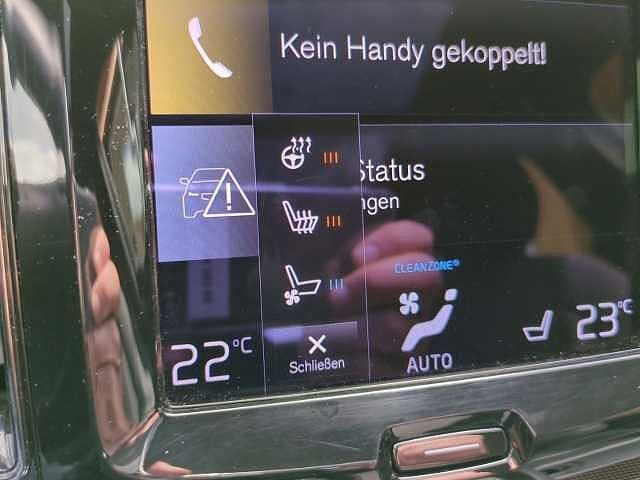 Kein Handy gekoppelt!
Status
ngen
CLEANZONE®
22°C
Schließen
AUTO
23°C